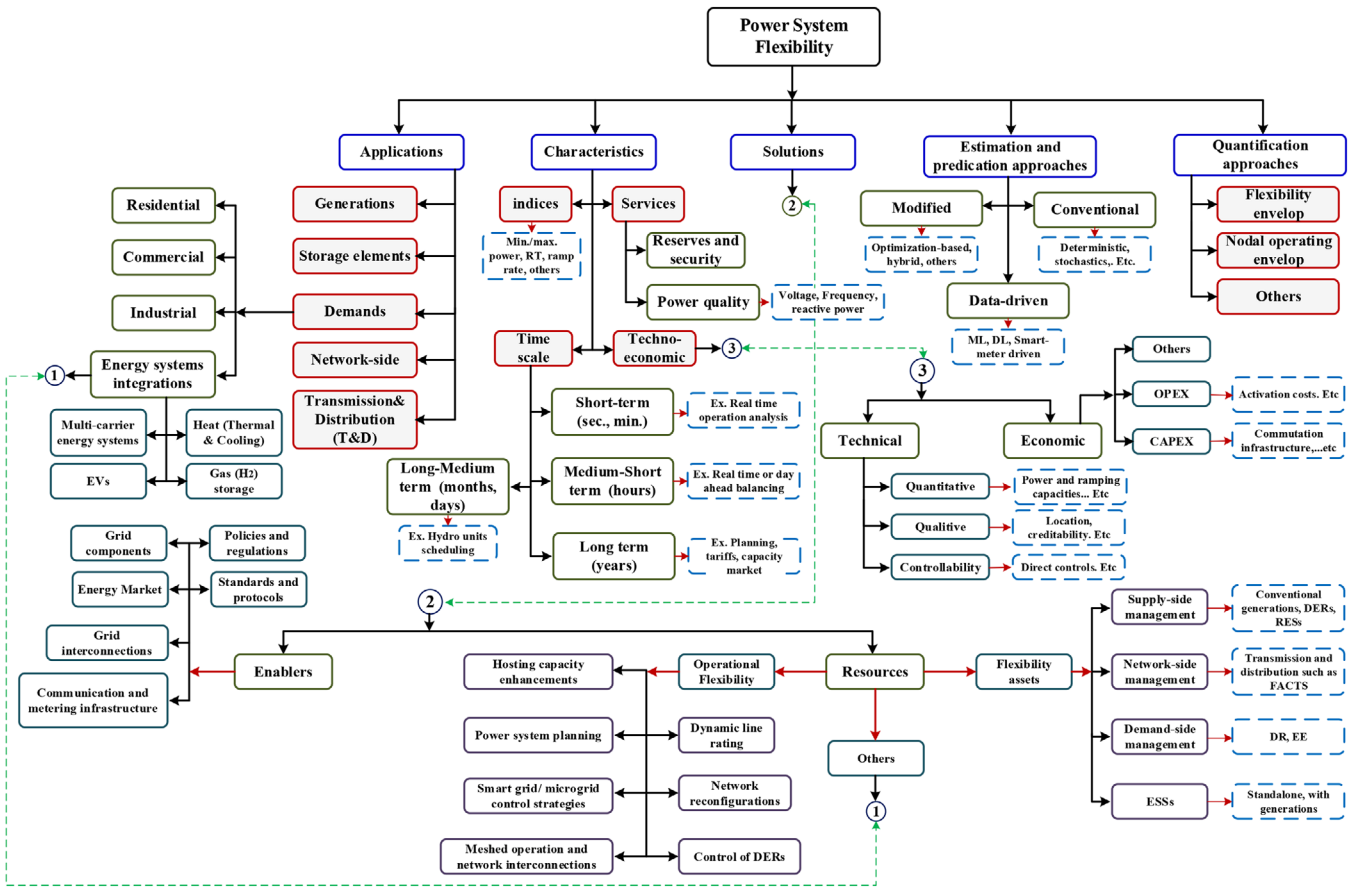 Power System
Flexibility
Applications
Characteristics
Solutions
Estimation and
predication approaches
Quantification
approaches
Residential
Commercial
Industrial
Energy systems
integrations
1
Multi-carrier
energy systems
Heat (Thermal
& Cooling)
EVs
Gas (H2)
storage
Generations
Storage elements
Demands
Network-side
Transmission&
Distribution
(T&D)
indices
Services
Min./max.
power, RT, ramp
rate, others
Reserves and
security
Power quality
Voltage, Frequency,
reactive power
Time
scale
Techno-
economic
3
Short-term
(sec., min.)
Ex. Real time
operation analysis
Long-Medium
term (months,
days)
Medium-Short
term (hours)
Ex. Real time or day
ahead balancing
Ex. Hydro units
scheduling
Long term
(years)
Ex. Planning,
tariffs, capacity
market
2
Modified
Conventional
Optimization-based,
hybrid, others
Deterministic,
stochastics,. Etc.
Data-driven
ML, DL, Smart-
meter driven
Flexibility
envelop
Nodal operating
envelop
Others
3
Technical
Economic
Others
OPEX
Activation costs. Etc
CAPEX
Commutation
infrastructure,...etc
Quantitative
Power and ramping
capacities... Etc
Qualitive
Location,
creditability. Etc
Controllability
Direct controls. Etc
2
Grid
components
Policies and
regulations
Energy Market
Standards and
protocols
Grid
interconnections
Communication and
metering infrastructure
Enablers
Hosting capacity
enhancements
Operational
Flexibility
Resources
Flexibility
assets
Power system planning
Dynamic line
rating
Smart grid/ microgrid
control strategies
Network
reconfigurations
Meshed operation and
network interconnections
Control of DERs
Others
1
Supply-side
management
Conventional
generations, DERs,
RESs
Network-side
management
Transmission and
distribution such as
FACTS
Demand-side
management
DR, EE
ESSs
Standalone, with
generations